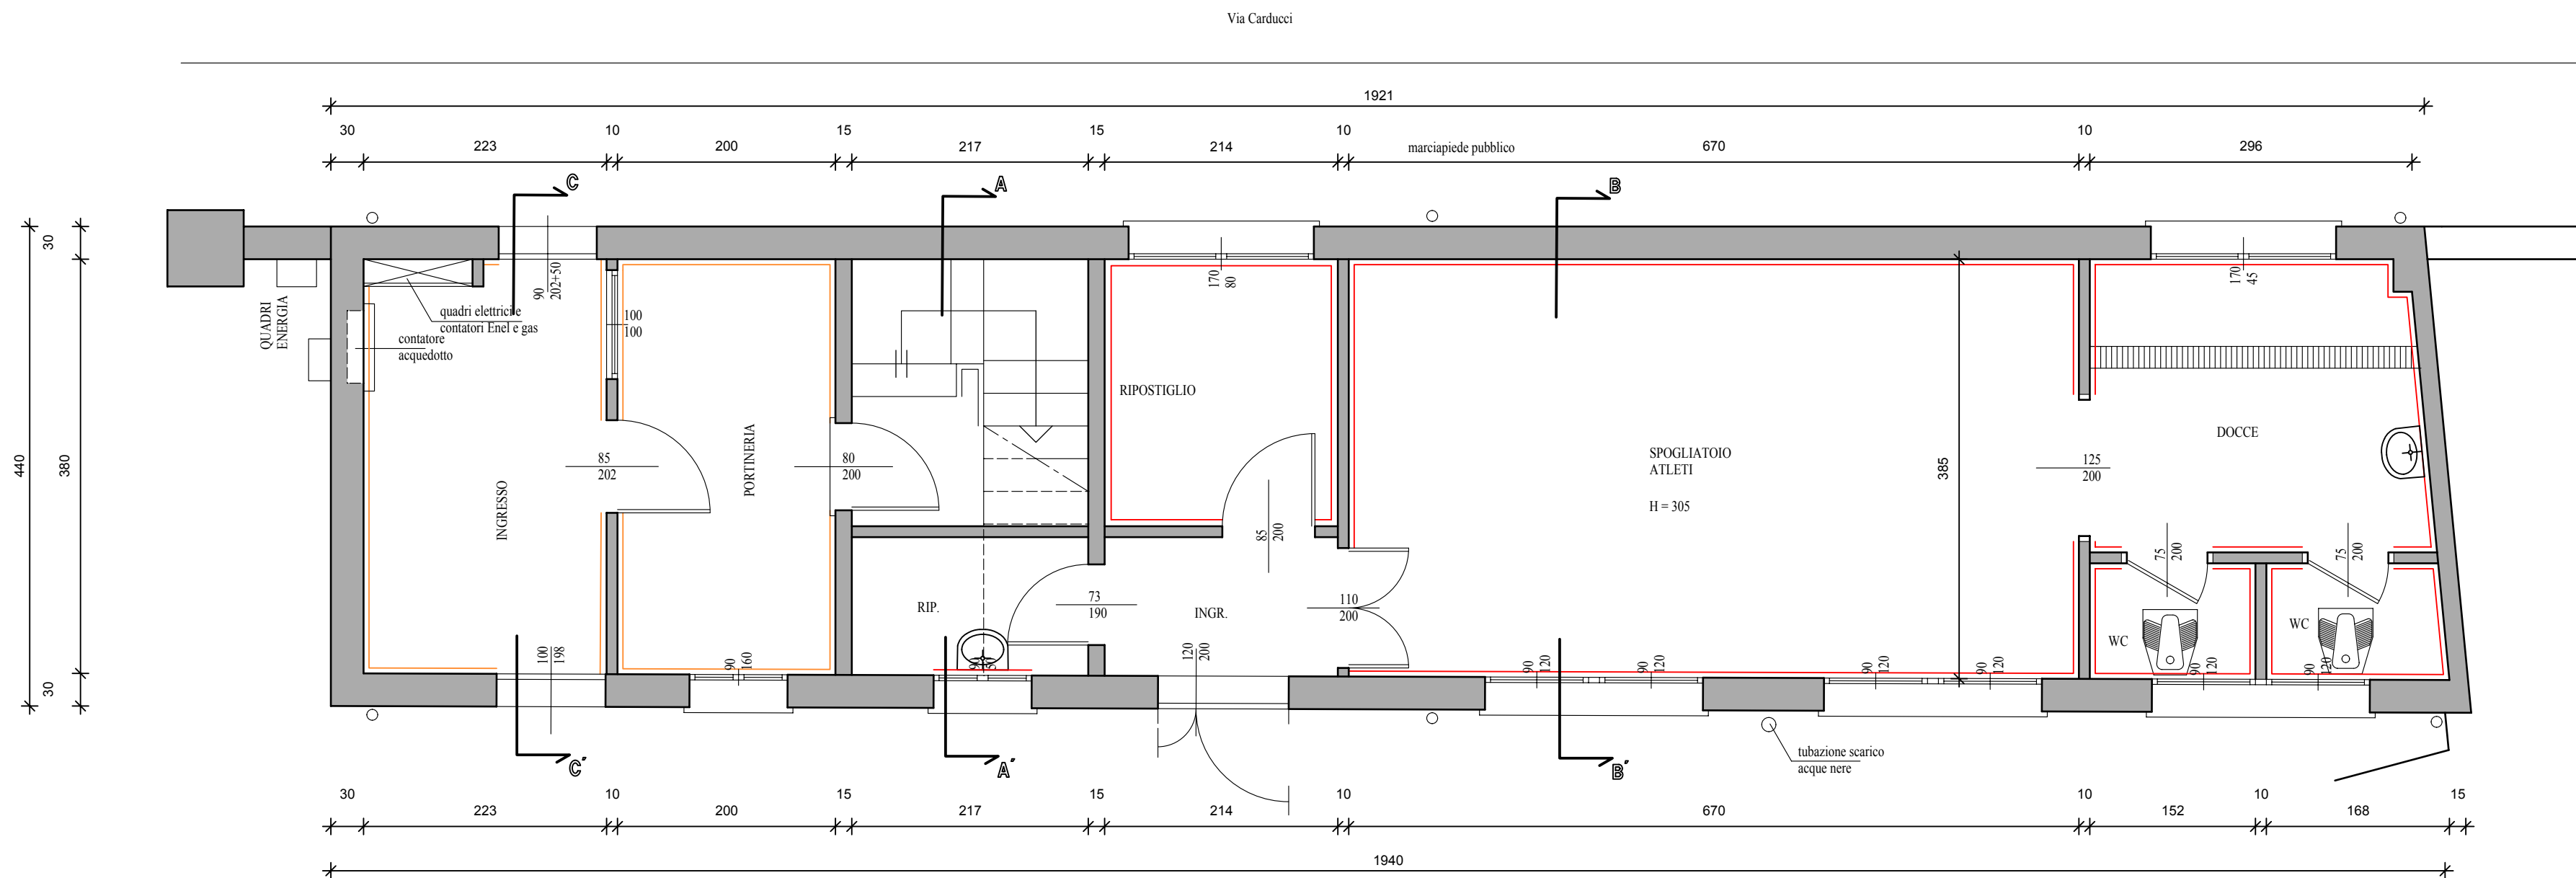 Via Carducci
1921
30
10
15
15
10
10
223
200
217
214
marciapiede pubblico
670
296
C
A
B
30
440
380
30
QUADRI
ENERGIA
quadri elettrici e
contatori Enel e gas
contatore
acquedotto
90
202+50
100
100
170
80
170
45
RIPOSTIGLIO
INGRESSO
85
202
PORTINERIA
80
200
SPOGLIATOIO
ATLETI
H = 305
385
125
200
DOCCE
85
200
75
200
75
200
RIP.
73
190
INGR.
110
200
WC
WC
100
198
90
160
120
200
90
120
90
120
90
120
90
120
90
120
90
120
C'
A'
B'
tubazione scarico
acque nere
30
10
15
15
10
10
10
15
223
200
217
214
670
152
168
1940